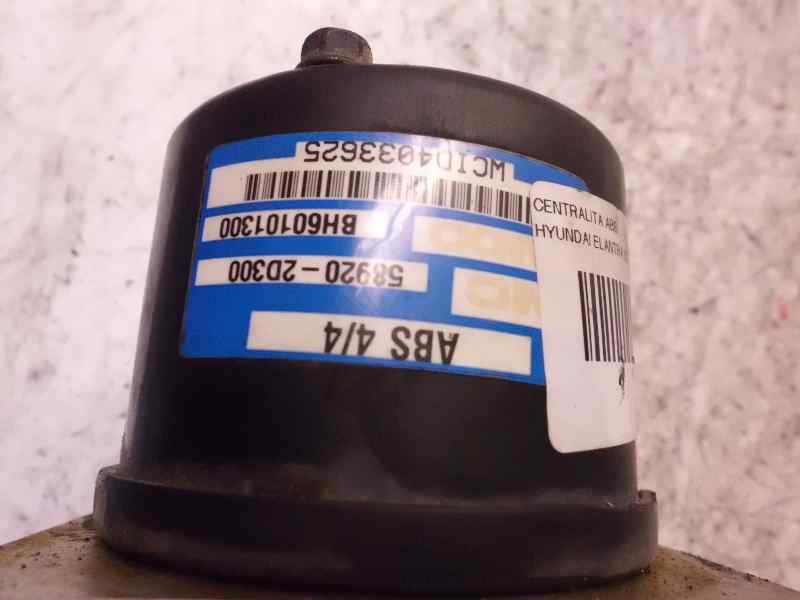 ABS 4/4
58920-2D300
BH60101300
WCID4033625
CENTRALITA ABS
HYUNDAI ELANTRA